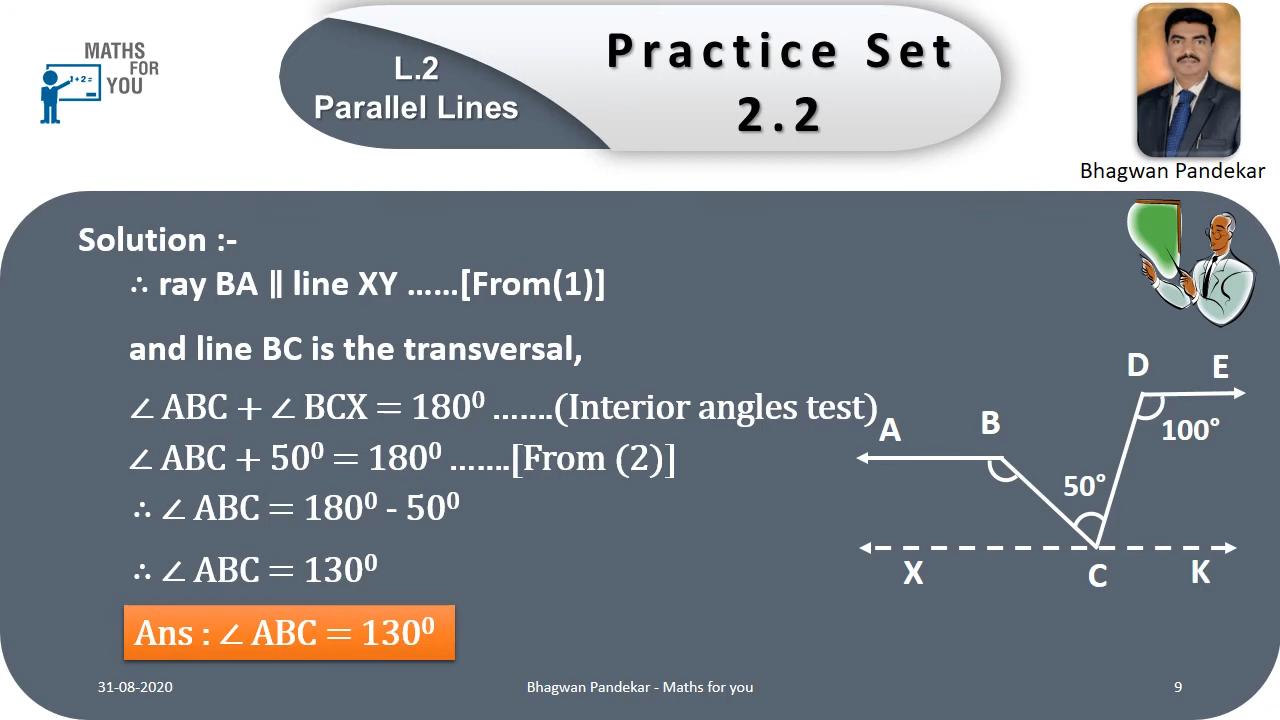 MATHS
FOR
YOU
1+2=
L.2
Parallel Lines
Practice Set
2.2
Bhagwan Pandekar
Solution :-
∴ ray BA ∥ line XY ……[From(1)]
and line BC is the transversal,
∠ ABC + ∠ BCX = 180⁰ …….(Interior angles test)
∠ ABC + 50⁰ = 180⁰ …….[From (2)]
∴ ∠ ABC = 180⁰ - 50⁰
∴ ∠ ABC = 130⁰
Ans : ∠ ABC = 130⁰
D E
100°
A B
50°
X C K
31-08-2020
Bhagwan Pandekar - Maths for you
9